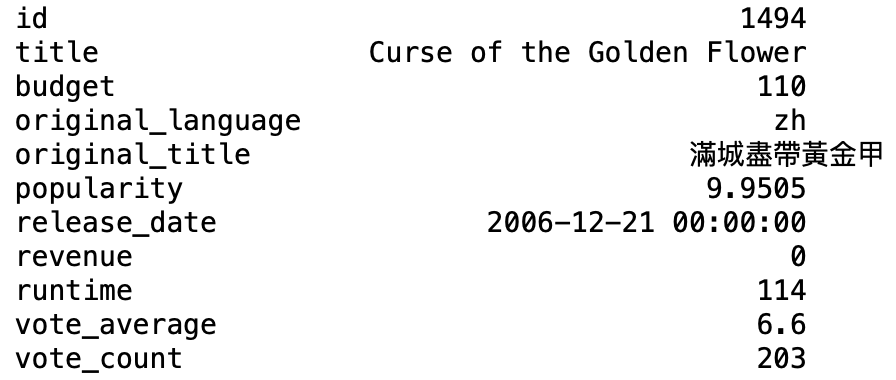 id 1494
title Curse of the Golden Flower
budget 110
original_language zh
original_title 滿城盡帶黃金甲
popularity 9.9505
release_date 2006-12-21 00:00:00
revenue 0
runtime 114
vote_average 6.6
vote_count 203